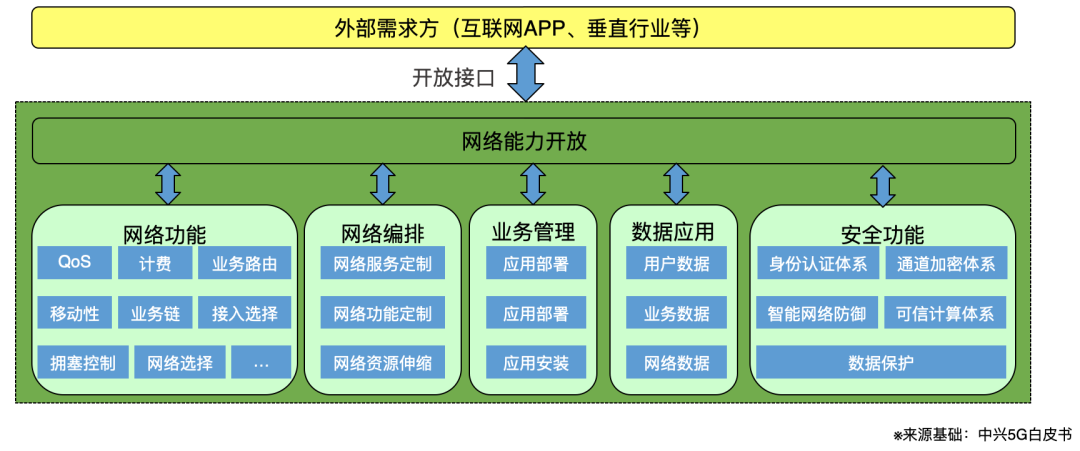 外部需求方（互联网APP、垂直行业等）
开放接口
网络能力开放
网络功能
QoS
计费
业务路由
移动性
业务链
接入选择
拥塞控制
网络选择
…
网络编排
网络服务定制
网络功能定制
网络资源伸缩
业务管理
应用部署
应用部署
应用安装
数据应用
用户数据
业务数据
网络数据
安全功能
身份认证体系
通道加密体系
智能网络防御
可信计算体系
数据保护
※来源基础：中兴5G白皮书